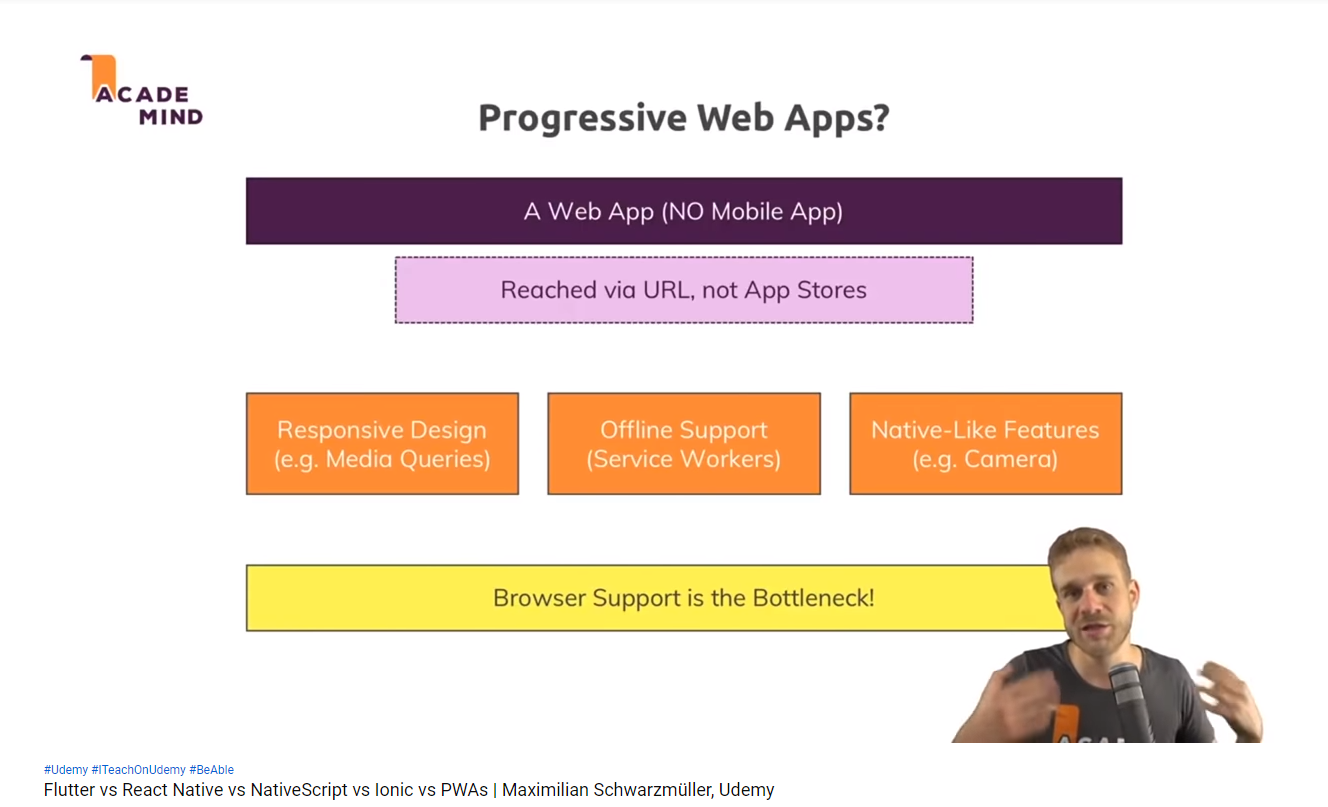 ACADE
MIND
Progressive Web Apps?
A Web App (NO Mobile App)
Reached via URL, not App Stores
Responsive Design
(e.g. Media Queries)
Offline Support
(Service Workers)
Native-Like Features
(e.g. Camera)
Browser Support is the Bottleneck!
#Udemy #ITeachOnUdemy #BeAble
Flutter vs React Native vs NativeScript vs Ionic vs PWAs | Maximilian Schwarzmüller, Udemy